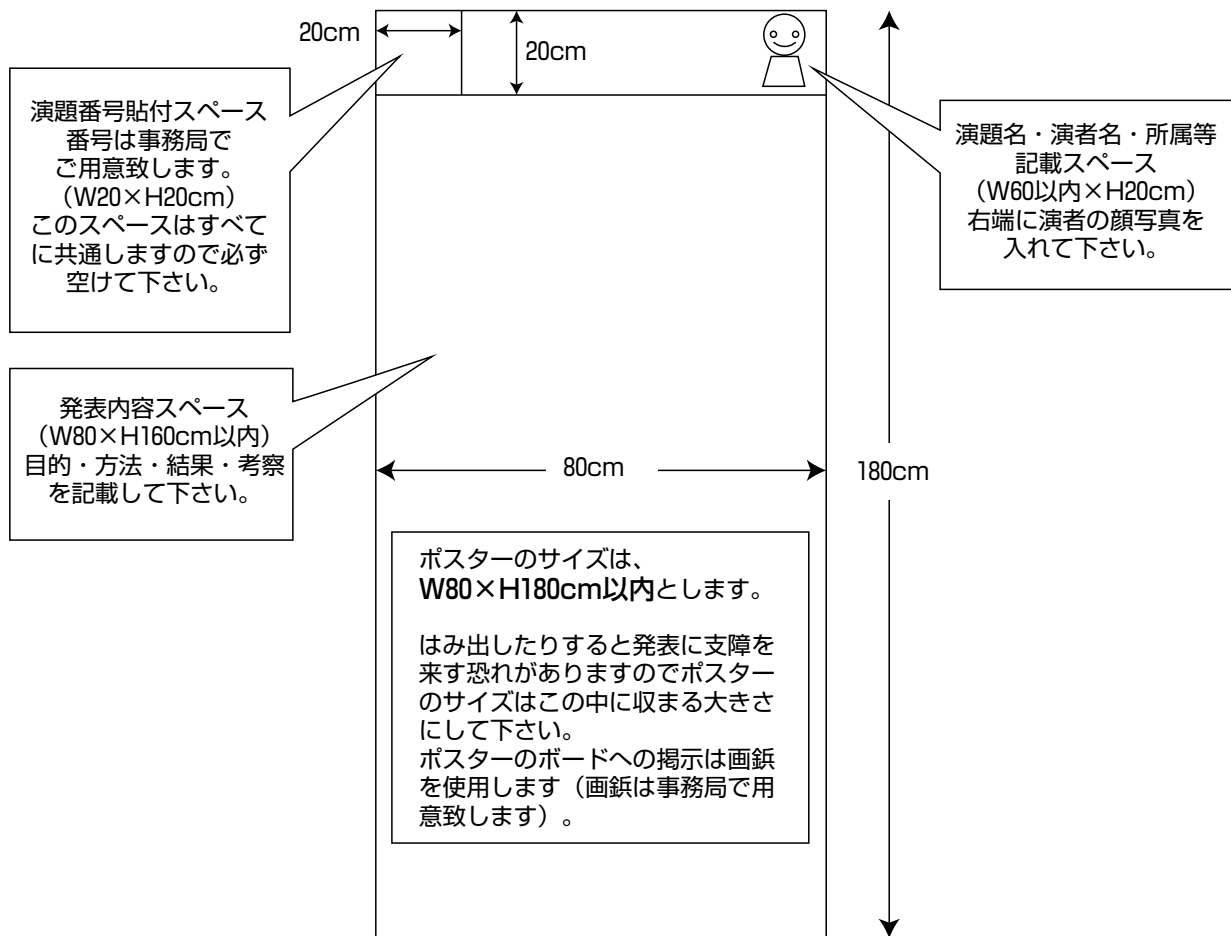 20cm
20cm
演題番号貼付スペース
番号は事務局で
ご用意致します。
（W20×H20cm）
このスペースはすべて
に共通しますので必ず
空けて下さい。
演題名・演者名・所属等
記載スペース
（W60以内×H20cm）
右端に演者の顔写真を
入れて下さい。
発表内容スペース
（W80×H160cm以内）
目的・方法・結果・考察
を記載して下さい。
80cm
180cm
ポスターのサイズは、
W80×H180cm以内とします。
はみ出したりすると発表に支障を
来す恐れがありますのでポスター
のサイズはこの中に収まる大きさ
にして下さい。
ポスターのボードへの掲示は画鋲
を使用します（画鋲は事務局で用
意致します）。